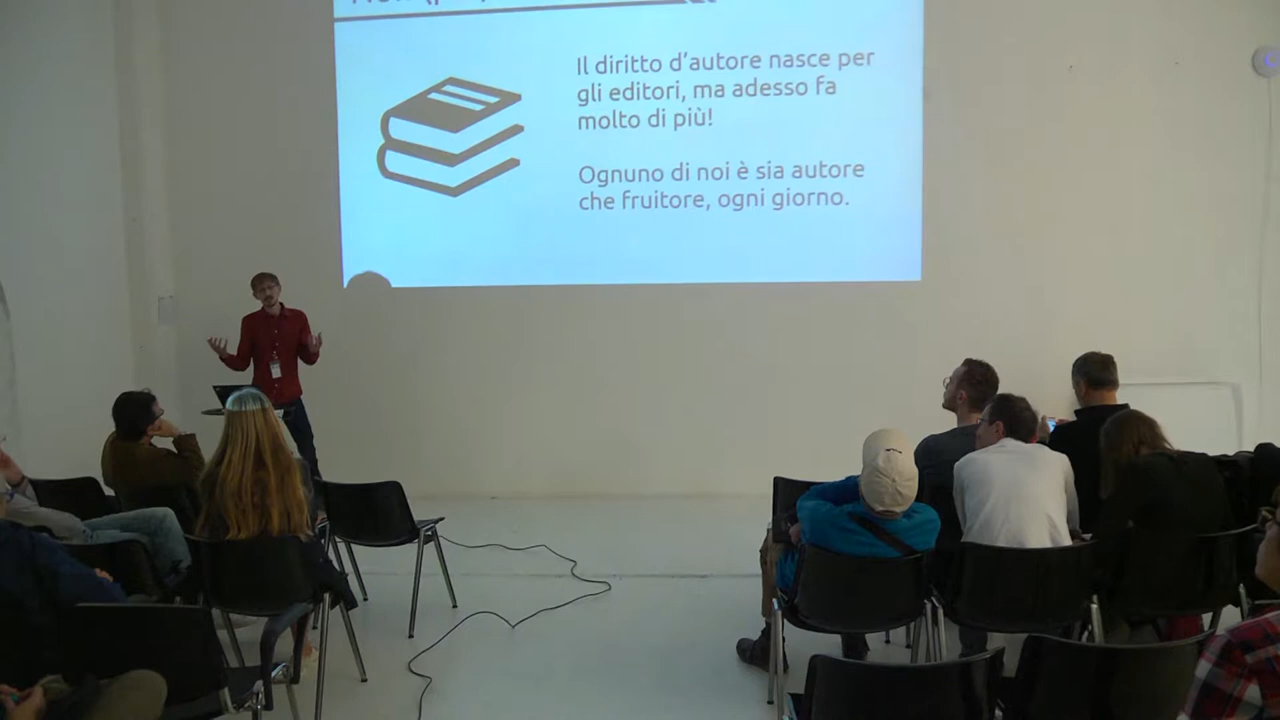 Il diritto d'autore nasce per
gli editori, ma adesso fa
molto di più!
Ognuno di noi è sia autore
che fruitore, ogni giorno.